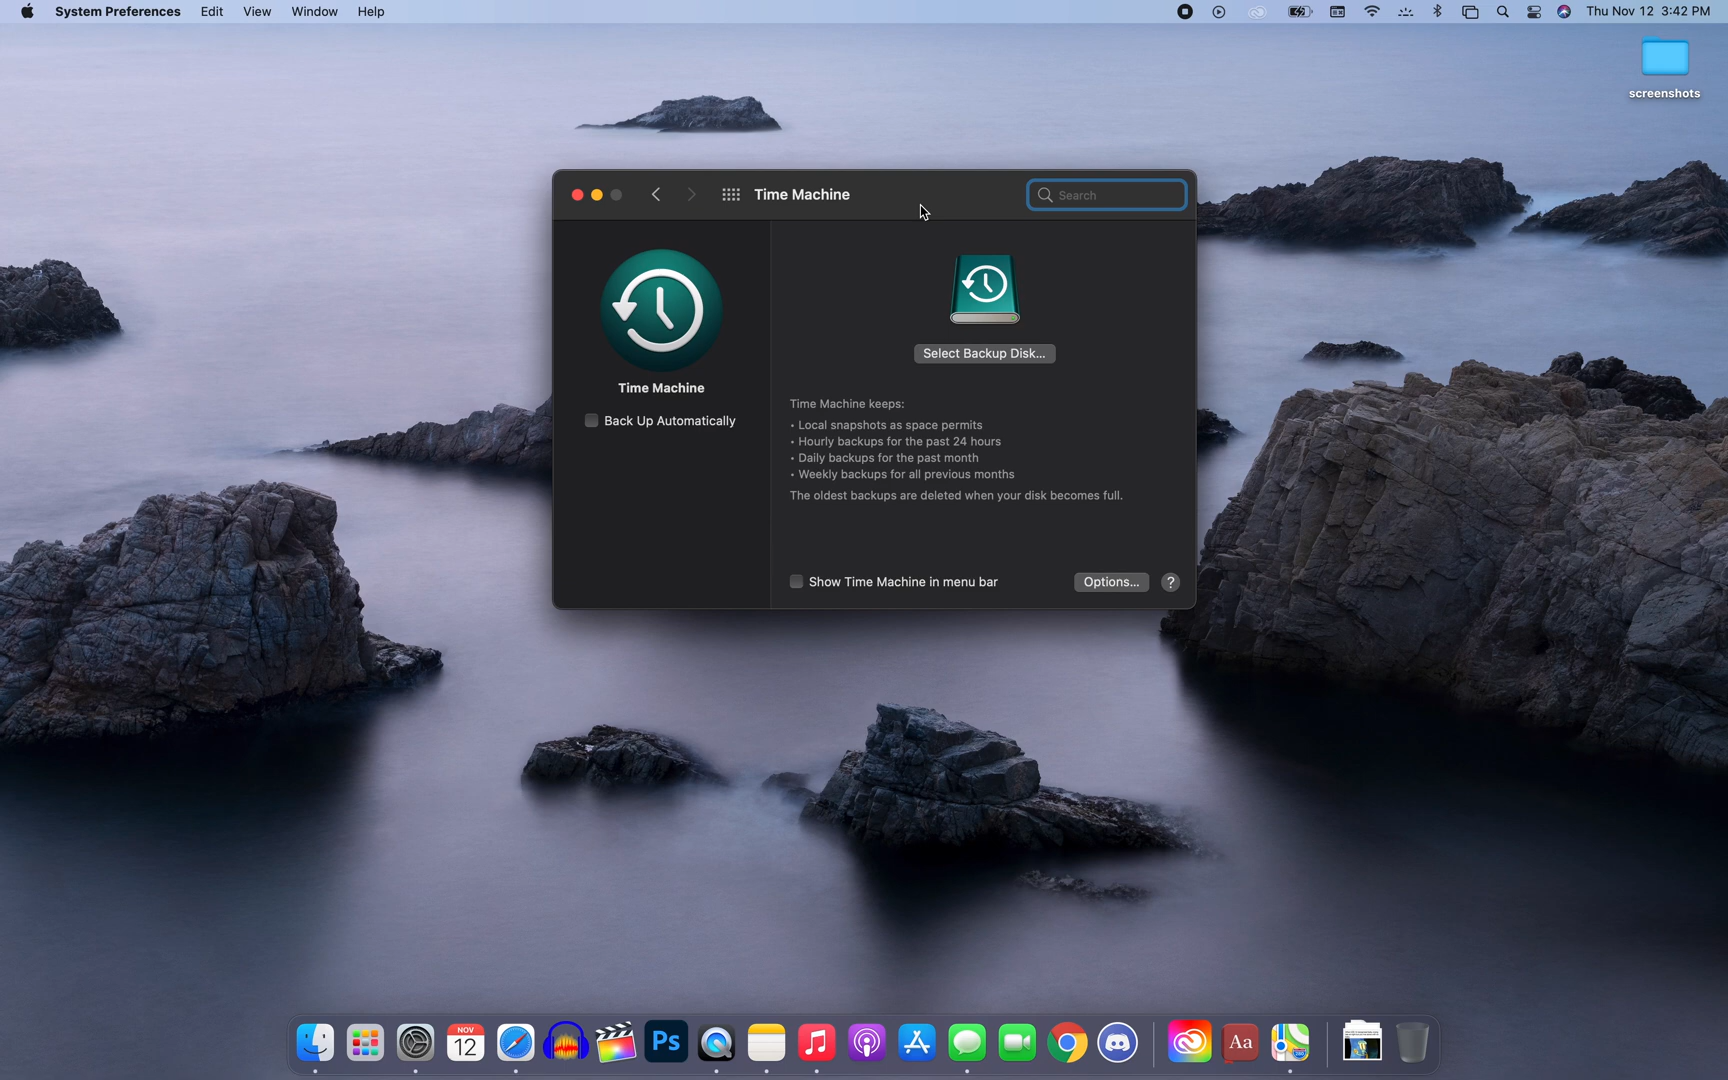 System Preferences Edit View Window Help Thu Nov 12 3:42 PM
screenshots
Time Machine
Search
Select Backup Disk...
Time Machine
Back Up Automatically
Time Machine keeps:
• Local snapshots as space permits
• Hourly backups for the past 24 hours
• Daily backups for the past month
• Weekly backups for all previous months
The oldest backups are deleted when your disk becomes full.
Show Time Machine in menu bar Options... ?
NOV
12
Ps
Aa